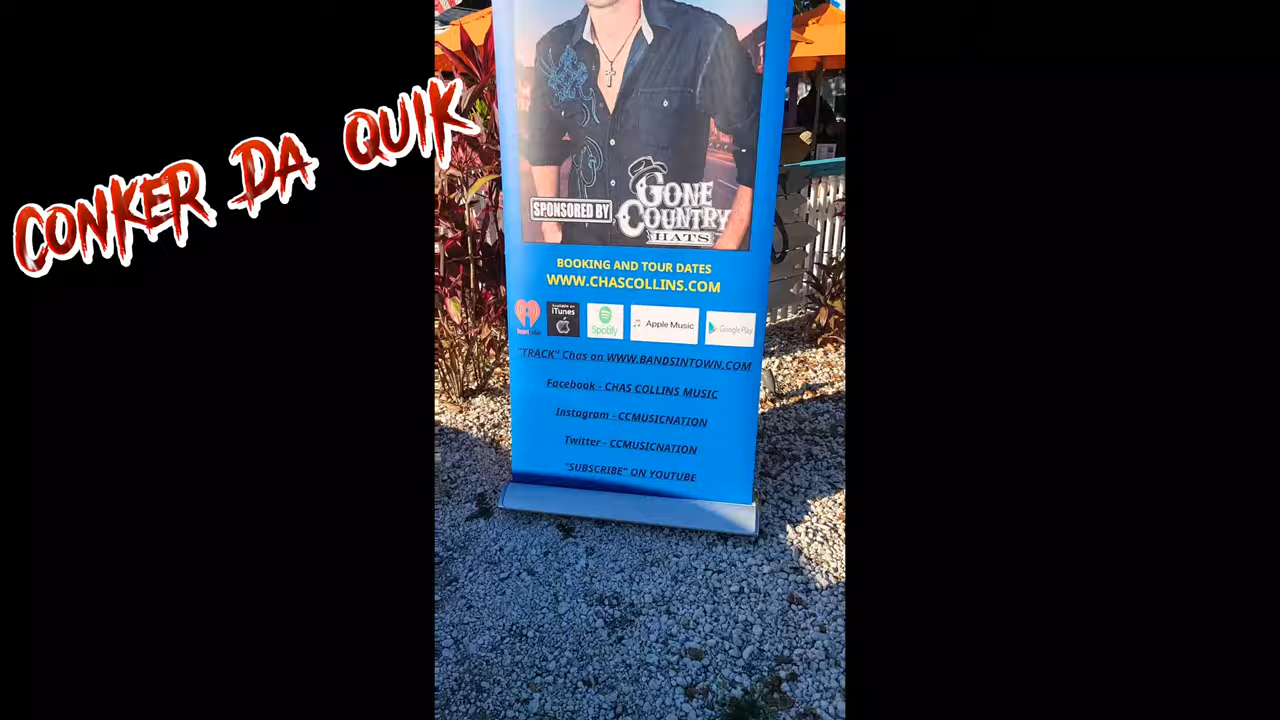 CONKER DA QUIK
SPONSORED BY
GONE
COUNTRY
HATS
BOOKING AND TOUR DATES
WWW.CHASCOLLINS.COM
Available on
iTunes
Spotify
Apple Music
Google Play
"TRACK" Chas on WWW.BANDSINTOWN.COM
Facebook - CHAS COLLINS MUSIC
Instagram - CCMUSICNATION
Twitter - CCMUSICNATION
"SUBSCRIBE" ON YOUTUBE